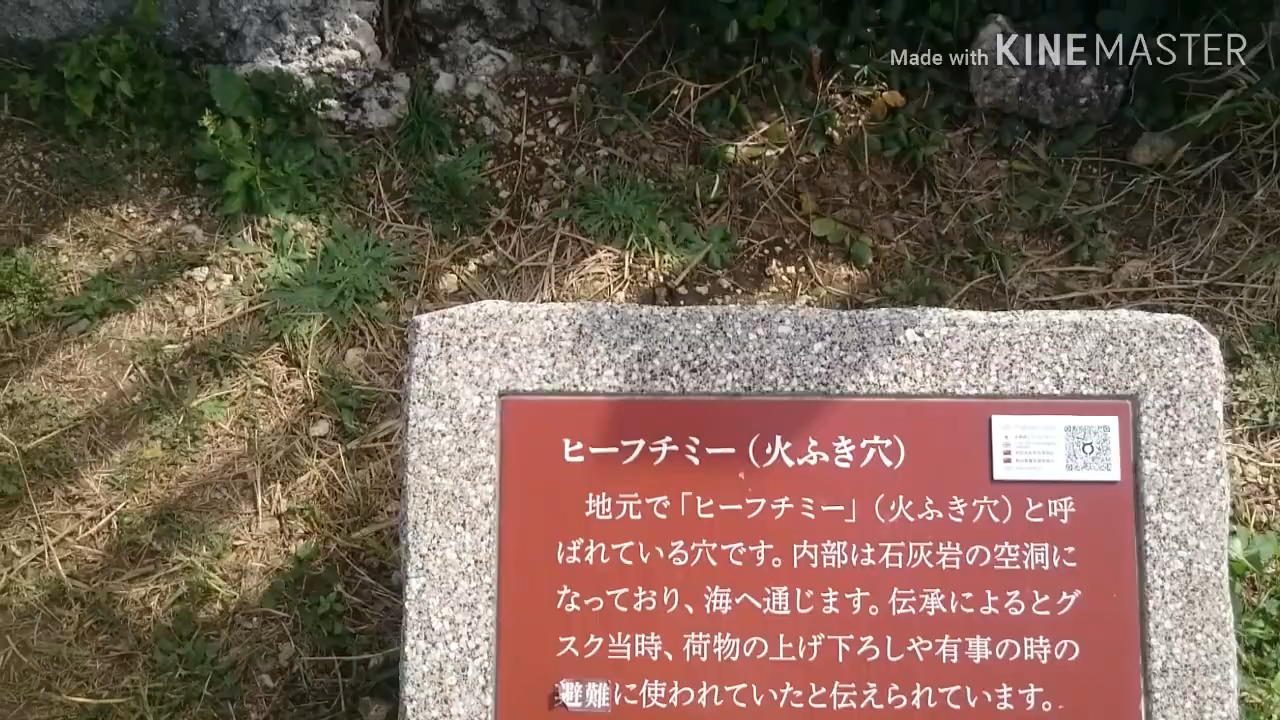 Made with KINEMASTER
ヒーフチミー（火ふき穴）
地元で「ヒーフチミー」（火ふき穴）と呼
ばれている穴です。内部は石灰岩の空洞に
なっており、海へ通じます。伝承によるとグ
スク当時、荷物の上げ下ろしや有事の時の
避難に使われていたと伝えられています。